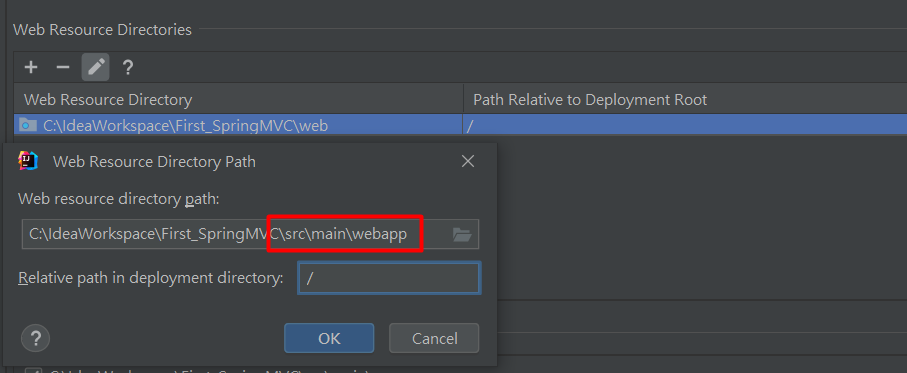 Web Resource Directories
Web Resource Directory Path Relative to Deployment Root
C:\IdeaWorkspace\First_SpringMVC\web /
Web Resource Directory Path
Web resource directory path:
C:\IdeaWorkspace\First_SpringMVC\src\main\webapp
Relative path in deployment directory: /
? OK Cancel